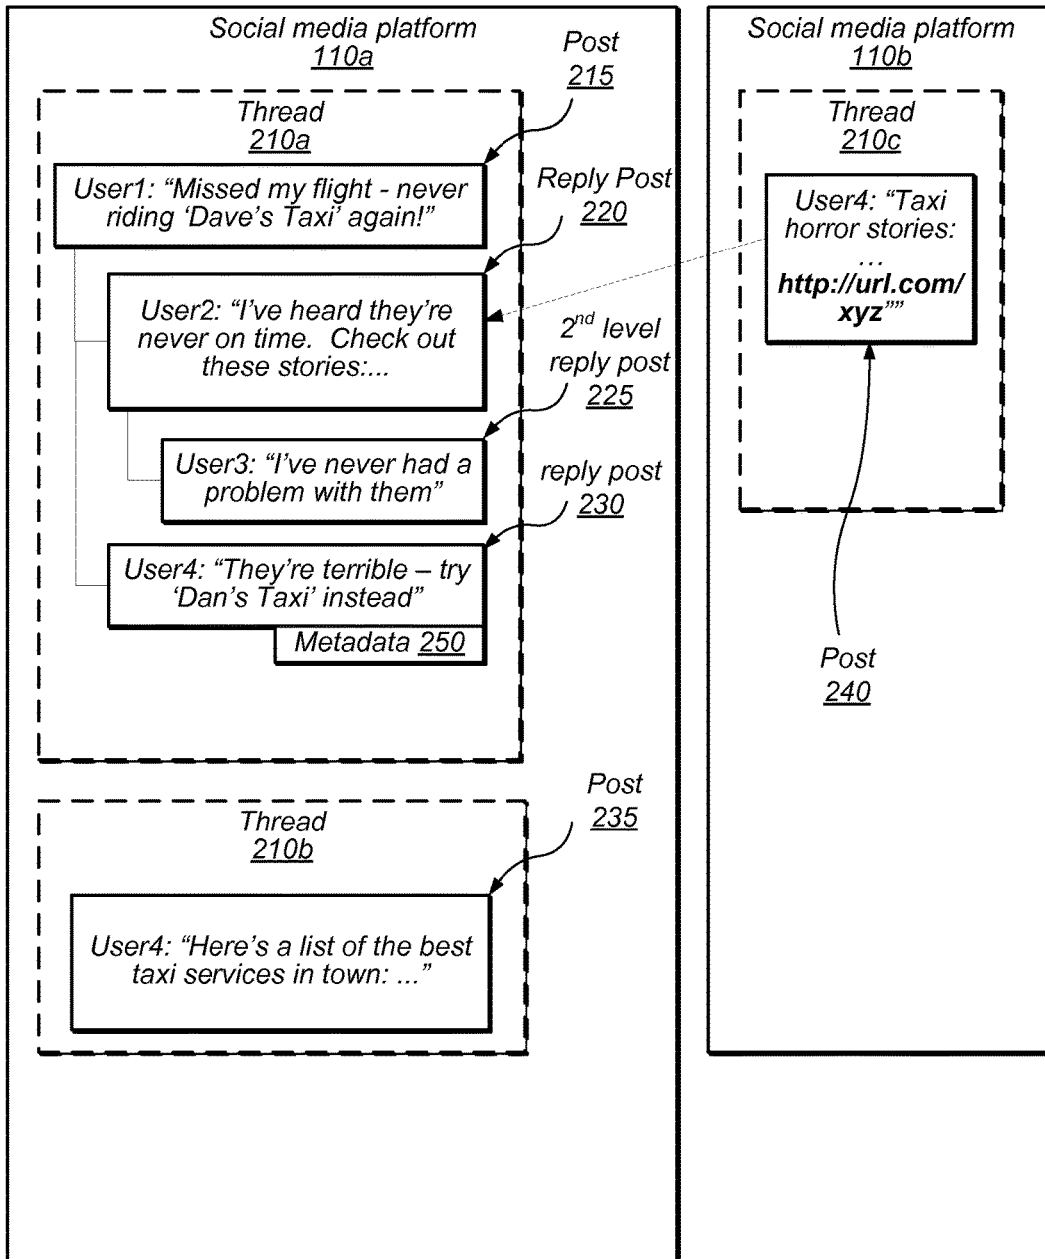 Social media platform
110a
Post
215
Thread
210a
User1: “Missed my flight - never
riding ‘Dave’s Taxi’ again!”
Reply Post
220
User2: “I’ve heard they’re
never on time. Check out
these stories:...
2nd level
reply post
225
User3: “I’ve never had a
problem with them”
reply post
230
User4: “They’re terrible – try
‘Dan’s Taxi’ instead”
Metadata 250
Post
235
Thread
210b
User4: “Here’s a list of the best
taxi services in town: ...”
Social media platform
110b
Thread
210c
User4: “Taxi
horror stories:
...
http://url.com/
xyz””
Post
240